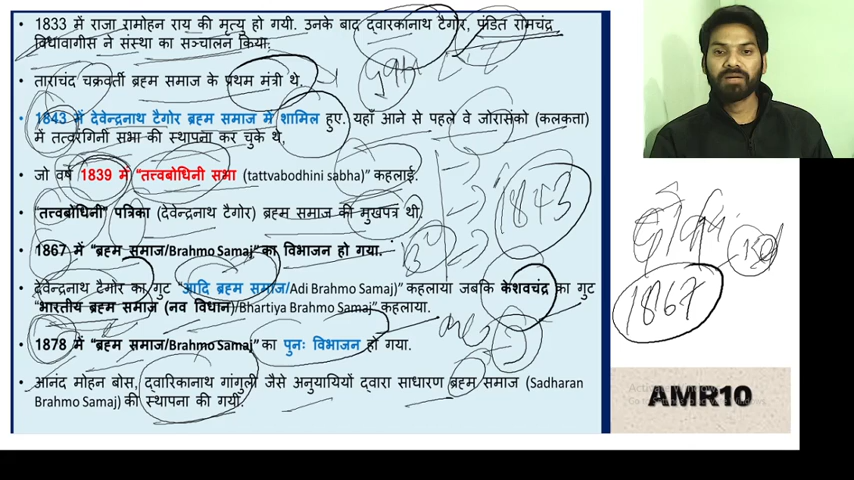 • 1833 में राजा रामोहन राय की मृत्यु हो गयी. उनके बाद द्वारकानाथ टैगोर, पंडित रामचंद्र
विधावागीस ने संस्था का सञ्चालन किया.
• ताराचंद चक्रवर्ती ब्रह्म समाज के प्रथम मंत्री थे.
• 1843 में देवेन्द्रनाथ टैगोर ब्रह्म समाज में शामिल हुए. यहाँ आने से पहले वे जोरासेको (कलकता)
में तत्वरंगिनी सभा की स्थापना कर चुके थे,
• जो वर्ष 1839 में "तत्त्वबोधिनी सभा (tattvabodhini sabha) कहलाई.
• "तत्त्वबोधिनी" पत्रिका (देवेन्द्रनाथ टैगोर) ब्रह्म समाज की मुखपत्र थी.
• 1867 में "ब्रह्म समाज/Brahmo Samaj" का विभाजन हो गया.
• देवेन्द्रनाथ टैगोर का गुट "आदि ब्रह्म समाज/Adi Brahmo Samaj)" कहलाया जबकि केशवचंद्र का गुट
"भारतीय ब्रह्म समाज (नव विधान)/Bhartiya Brahmo Samaj" कहलाया.
• 1878 में "ब्रह्म समाज/Brahmo Samaj" का पुनः विभाजन हो गया.
• आनंद मोहन बोस, द्वारिकानाथ गांगुली जैसे अनुयायियों द्वारा साधारण ब्रह्म समाज (Sadharan
Brahmo Samaj) की स्थापना की गयी.
1843
1867
AMR10